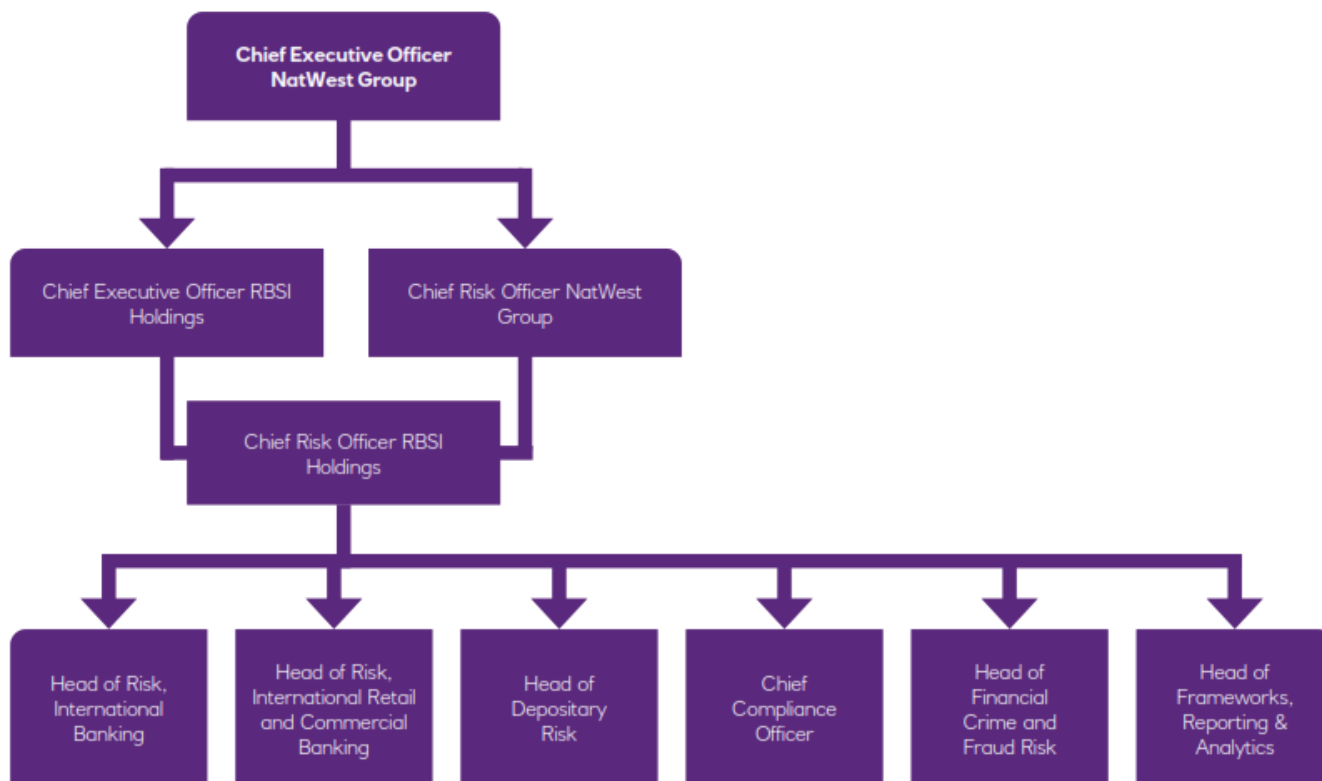 Chief Executive Officer
NatWest Group
Chief Executive Officer RBSI
Holdings
Chief Risk Officer NatWest
Group
Chief Risk Officer RBSI
Holdings
Head of Risk,
International
Banking
Head of Risk,
International Retail
and Commercial
Banking
Head of
Depositary
Risk
Chief
Compliance
Officer
Head of
Financial
Crime and
Fraud Risk
Head of
Frameworks,
Reporting &
Analytics